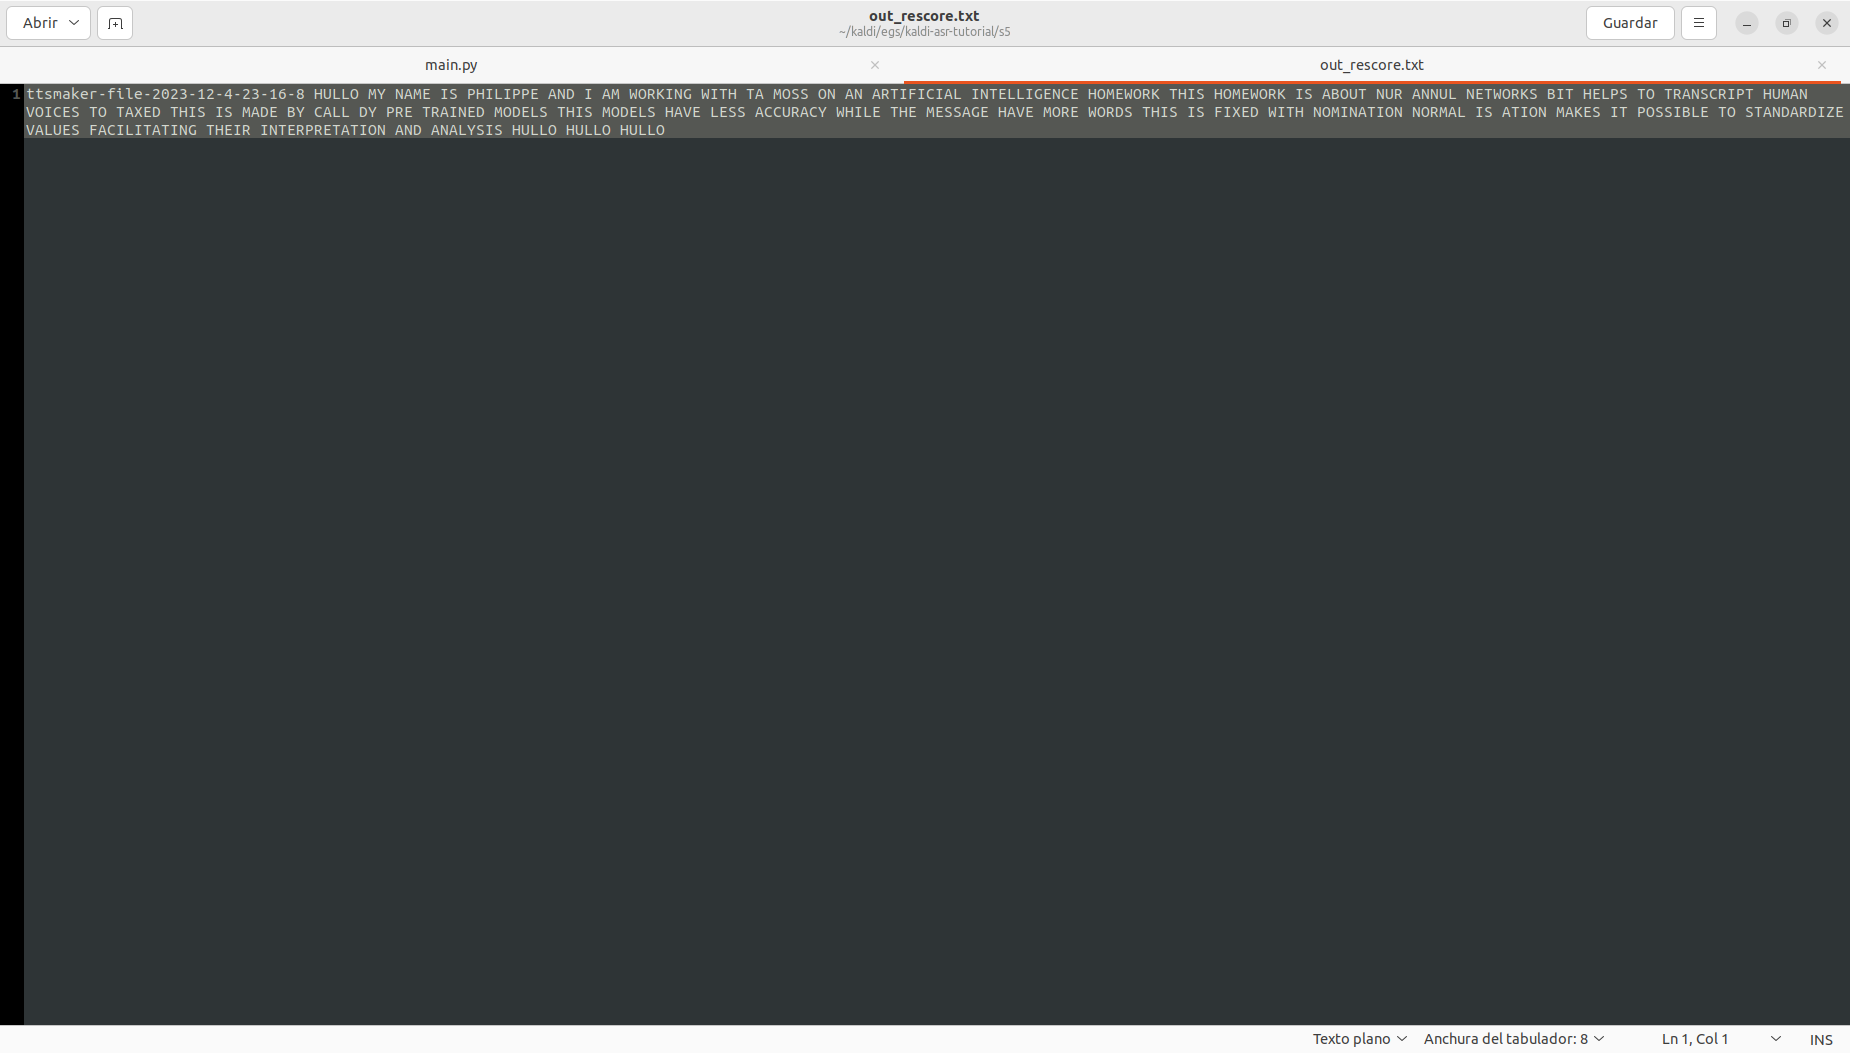 Abrir
out_rescore.txt
~/kaldi/egs/kaldi-asr-tutorial/s5
Guardar
main.py
out_rescore.txt
1 ttsmaker-file-2023-12-4-23-16-8 HULLO MY NAME IS PHILIPPE AND I AM WORKING WITH TA MOSS ON AN ARTIFICIAL INTELLIGENCE HOMEWORK THIS HOMEWORK IS ABOUT NUR ANNUL NETWORKS BIT HELPS TO TRANSCRIPT HUMAN
VOICES TO TAXED THIS IS MADE BY CALL DY PRE TRAINED MODELS THIS MODELS HAVE LESS ACCURACY WHILE THE MESSAGE HAVE MORE WORDS THIS IS FIXED WITH NOMINATION NORMAL IS ATION MAKES IT POSSIBLE TO STANDARDIZE
VALUES FACILITATING THEIR INTERPRETATION AND ANALYSIS HULLO HULLO HULLO
Texto plano Anchura del tabulador: 8 Ln 1, Col 1 INS